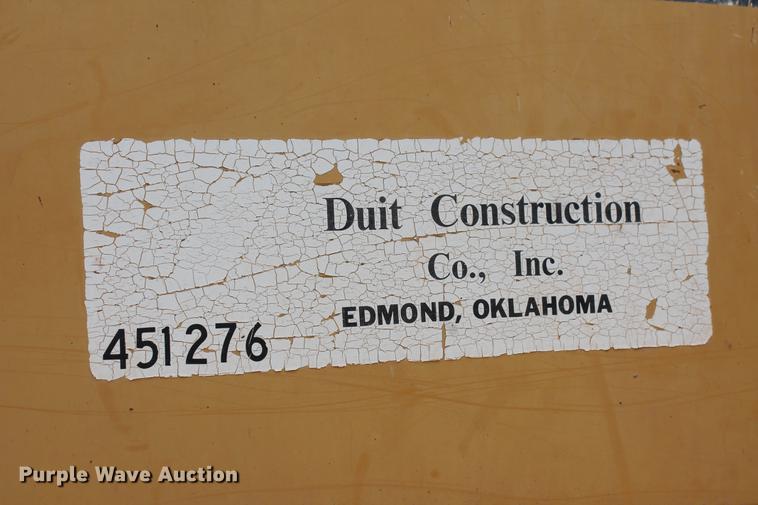 Duit Construction
Co., Inc.
EDMOND, OKLAHOMA
451276
Purple Wave Auction